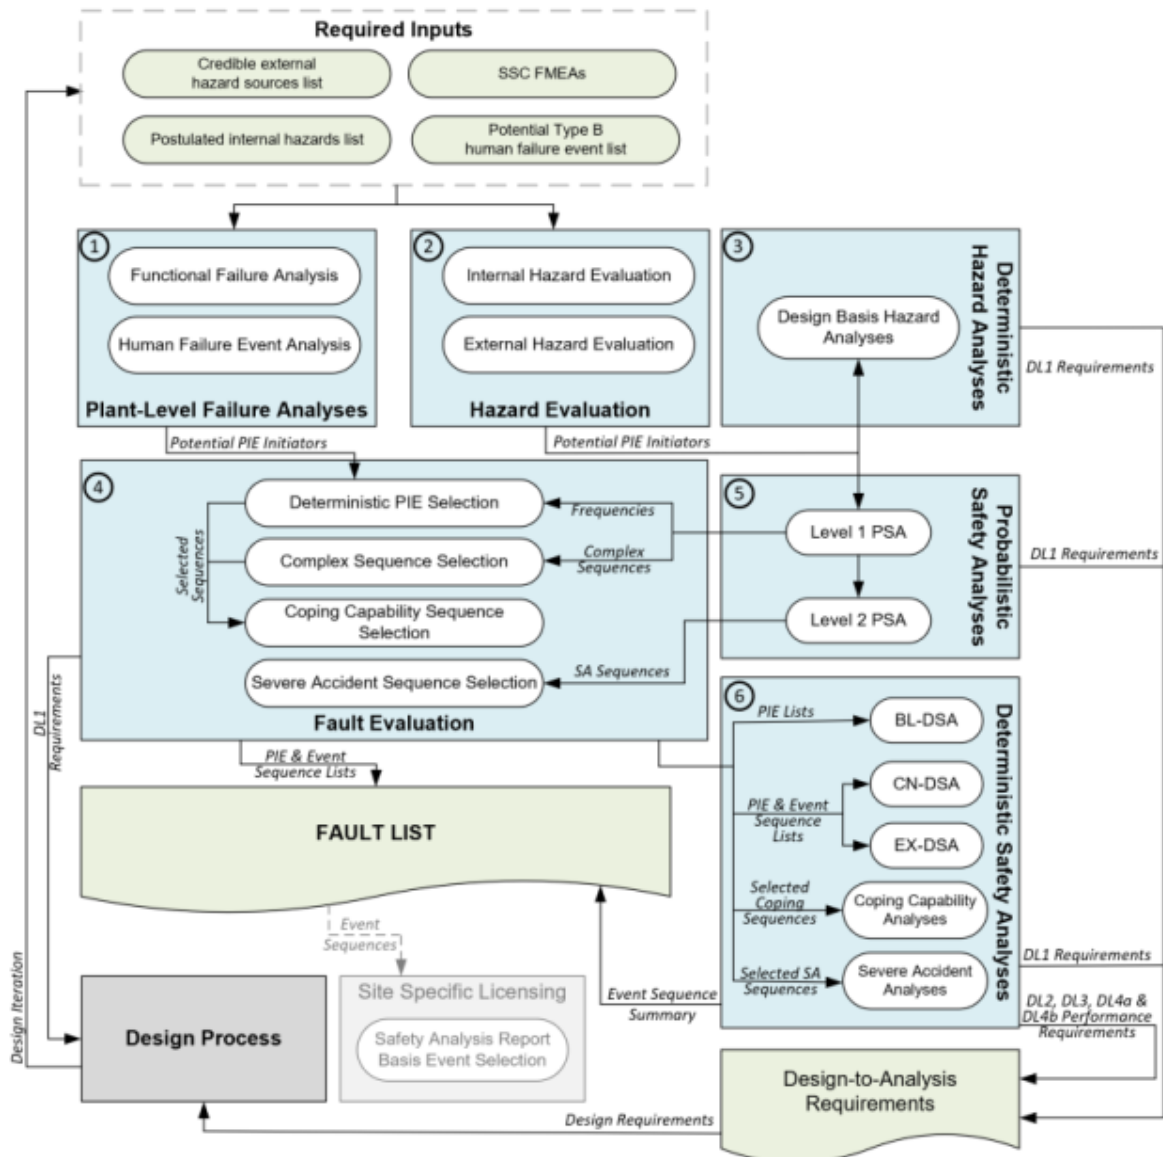 Required Inputs
Credible external
hazard sources list
SSC FMEAs
Postulated internal hazards list
Potential Type B
human failure event list
1
Functional Failure Analysis
Human Failure Event Analysis
Plant-Level Failure Analyses
2
Internal Hazard Evaluation
External Hazard Evaluation
Hazard Evaluation
3
Design Basis Hazard
Analyses
Deterministic
Hazard Analyses
DL1 Requirements
Potential PIE Initiators
Potential PIE Initiators
4
Deterministic PIE Selection
Frequencies
Complex Sequence Selection
Complex
Sequences
Selected
Sequences
Coping Capability Sequence
Selection
Severe Accident Sequence Selection
SA Sequences
Fault Evaluation
5
Level 1 PSA
Level 2 PSA
Probabilistic
Safety Analyses
DL1 Requirements
DL1
Requirements
PIE & Event
Sequence Lists
FAULT LIST
6
PIE Lists
BL-DSA
CN-DSA
PIE & Event
Sequence
Lists
EX-DSA
Selected
Coping
Sequences
Coping Capability
Analyses
Selected SA
Sequences
Severe Accident
Analyses
Deterministic Safety Analyses
DL1 Requirements
DL2, DL3, DL4a &
DL4b Performance
Requirements
Event
Sequences
Event Sequence
Summary
Site Specific Licensing
Safety Analysis Report
Basis Event Selection
Design Process
Design Iteration
Design-to-Analysis
Requirements
Design Requirements